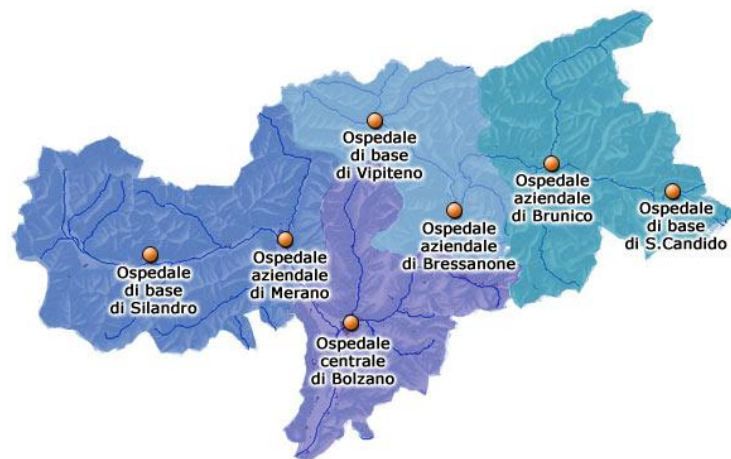 Ospedale
di base
di Vipiteno
Ospedale
aziendale
di Brunico
Ospedale
di base
di S.Candido
Ospedale
aziendale
di Bressanone
Ospedale
aziendale
di Merano
Ospedale
di base
di Silandro
Ospedale
centrale
di Bolzano